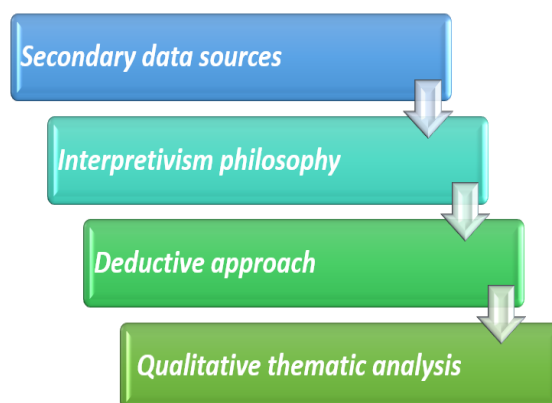 Secondary data sources
Interpretivism philosophy
Deductive approach
Qualitative thematic analysis